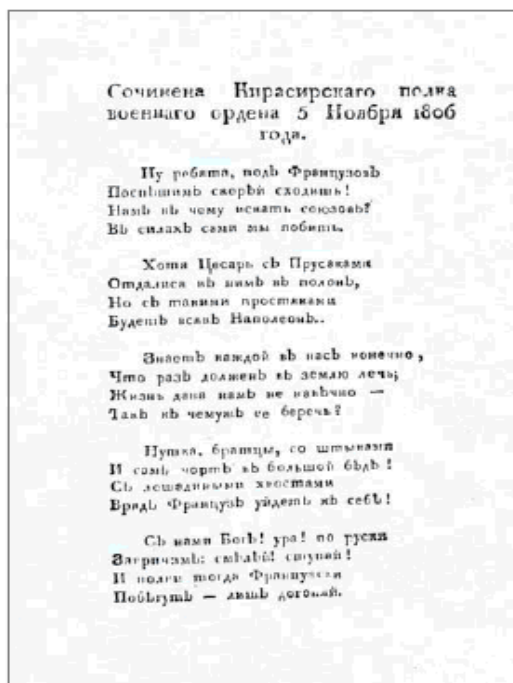 Сочинена Кирасирскаго полка
военнаго ордена 5 Ноября 1806
года.
Ну ребята, подъ Французовъ
Поспѣшимъ скорѣй сходишь!
Намъ къ чему искать союзовъ?
Въ силахъ сами мы побить.
Хотя Цесарь съ Прусаками
Отдалися къ нимъ въ полонъ,
Но съ такими простаками
Будетъ всякъ Наполеонъ..
Знаетъ каждой въ насъ конечно,
Что разъ долженъ въ землю лечь;
Жизнь дана намъ не навѣчно —
Такъ къ чемужъ ее беречь?
Нутка, братцы, со штыками
И самъ чортъ въ большой бѣдѣ!
Съ лошадиными хвостами
Врядъ Французъ уйдетъ къ себѣ!
Съ нами Богъ! ура! по руски
Закричимъ: смѣлѣй! ступай!
И полки тогда Французски
Побѣгутъ — лишь догоняй.